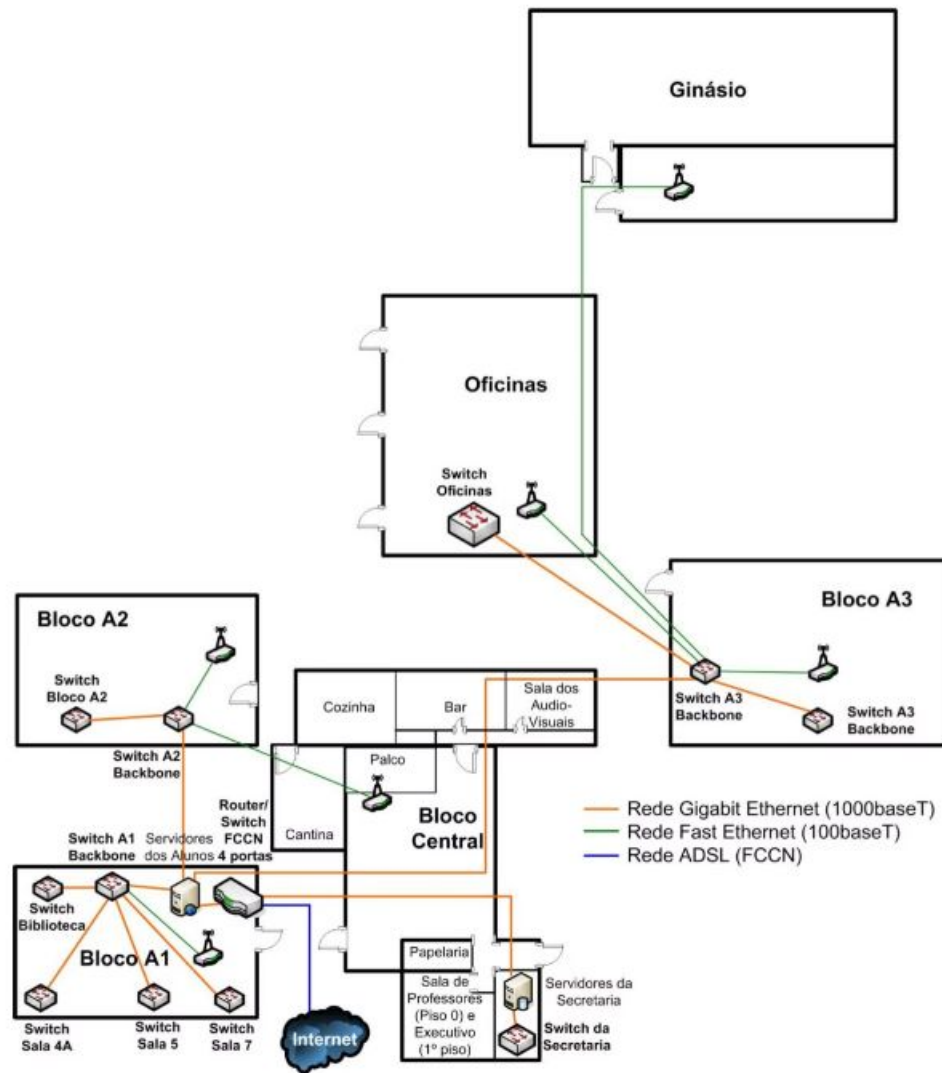 Ginásio
Oficinas
Switch
Oficinas
Bloco A3
Switch A3
Backbone
Switch A3
Backbone
Bloco A2
Switch
Bloco A2
Switch A2
Backbone
Cozinha
Bar
Sala dos
Audio-
Visuais
Palco
Cantina
Bloco
Central
Rede Gigabit Ethernet (1000baseT)
Rede Fast Ethernet (100baseT)
Rede ADSL (FCCN)
Router/
Switch
FCCN
4 portas
Switch A1
Backbone
Servidores
dos Alunos
Switch
Biblioteca
Bloco A1
Switch
Sala 4A
Switch
Sala 5
Switch
Sala 7
Internet
Papelaria
Sala de
Professores
(Piso 0) e
Executivo
(1º piso)
Servidores da
Secretaria
Switch da
Secretaria